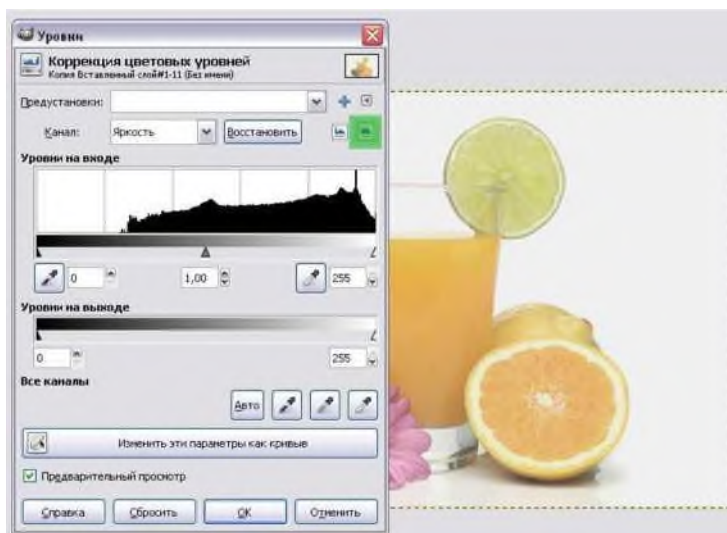 Уровни
Коррекция цветовых уровней
Копия Вставленный слой#1-11 (Без имени)
Предустановки:
Канал: Яркость Восстановить
Уровни на входе
0 1,00 255
Уровни на выходе
0 255
Все каналы
Авто
Изменить эти параметры как кривые
Предварительный просмотр
Справка Сбросить OK Отменить